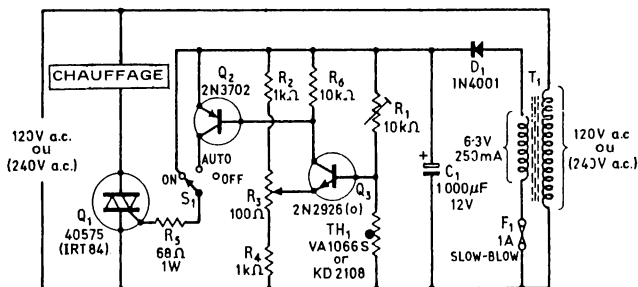 CHAUFFAGE
120V a.c.
ou
(240V a.c.)
Q1
40575
(IRT84)
R5
68Ω
1W
ON
S1
AUTO
OFF
Q2
2N3702
R2
1kΩ
R6
10kΩ
R1
10kΩ
R3
100Ω
Q3
2N2926(o)
R4
1kΩ
TH1
VA1066S
or
KD2108
+
C1
1000µF
12V
D1
1N4001
T1
6·3V
250mA
F1
1A
SLOW-BLOW
120V a.c
ou
(240V a.c.)